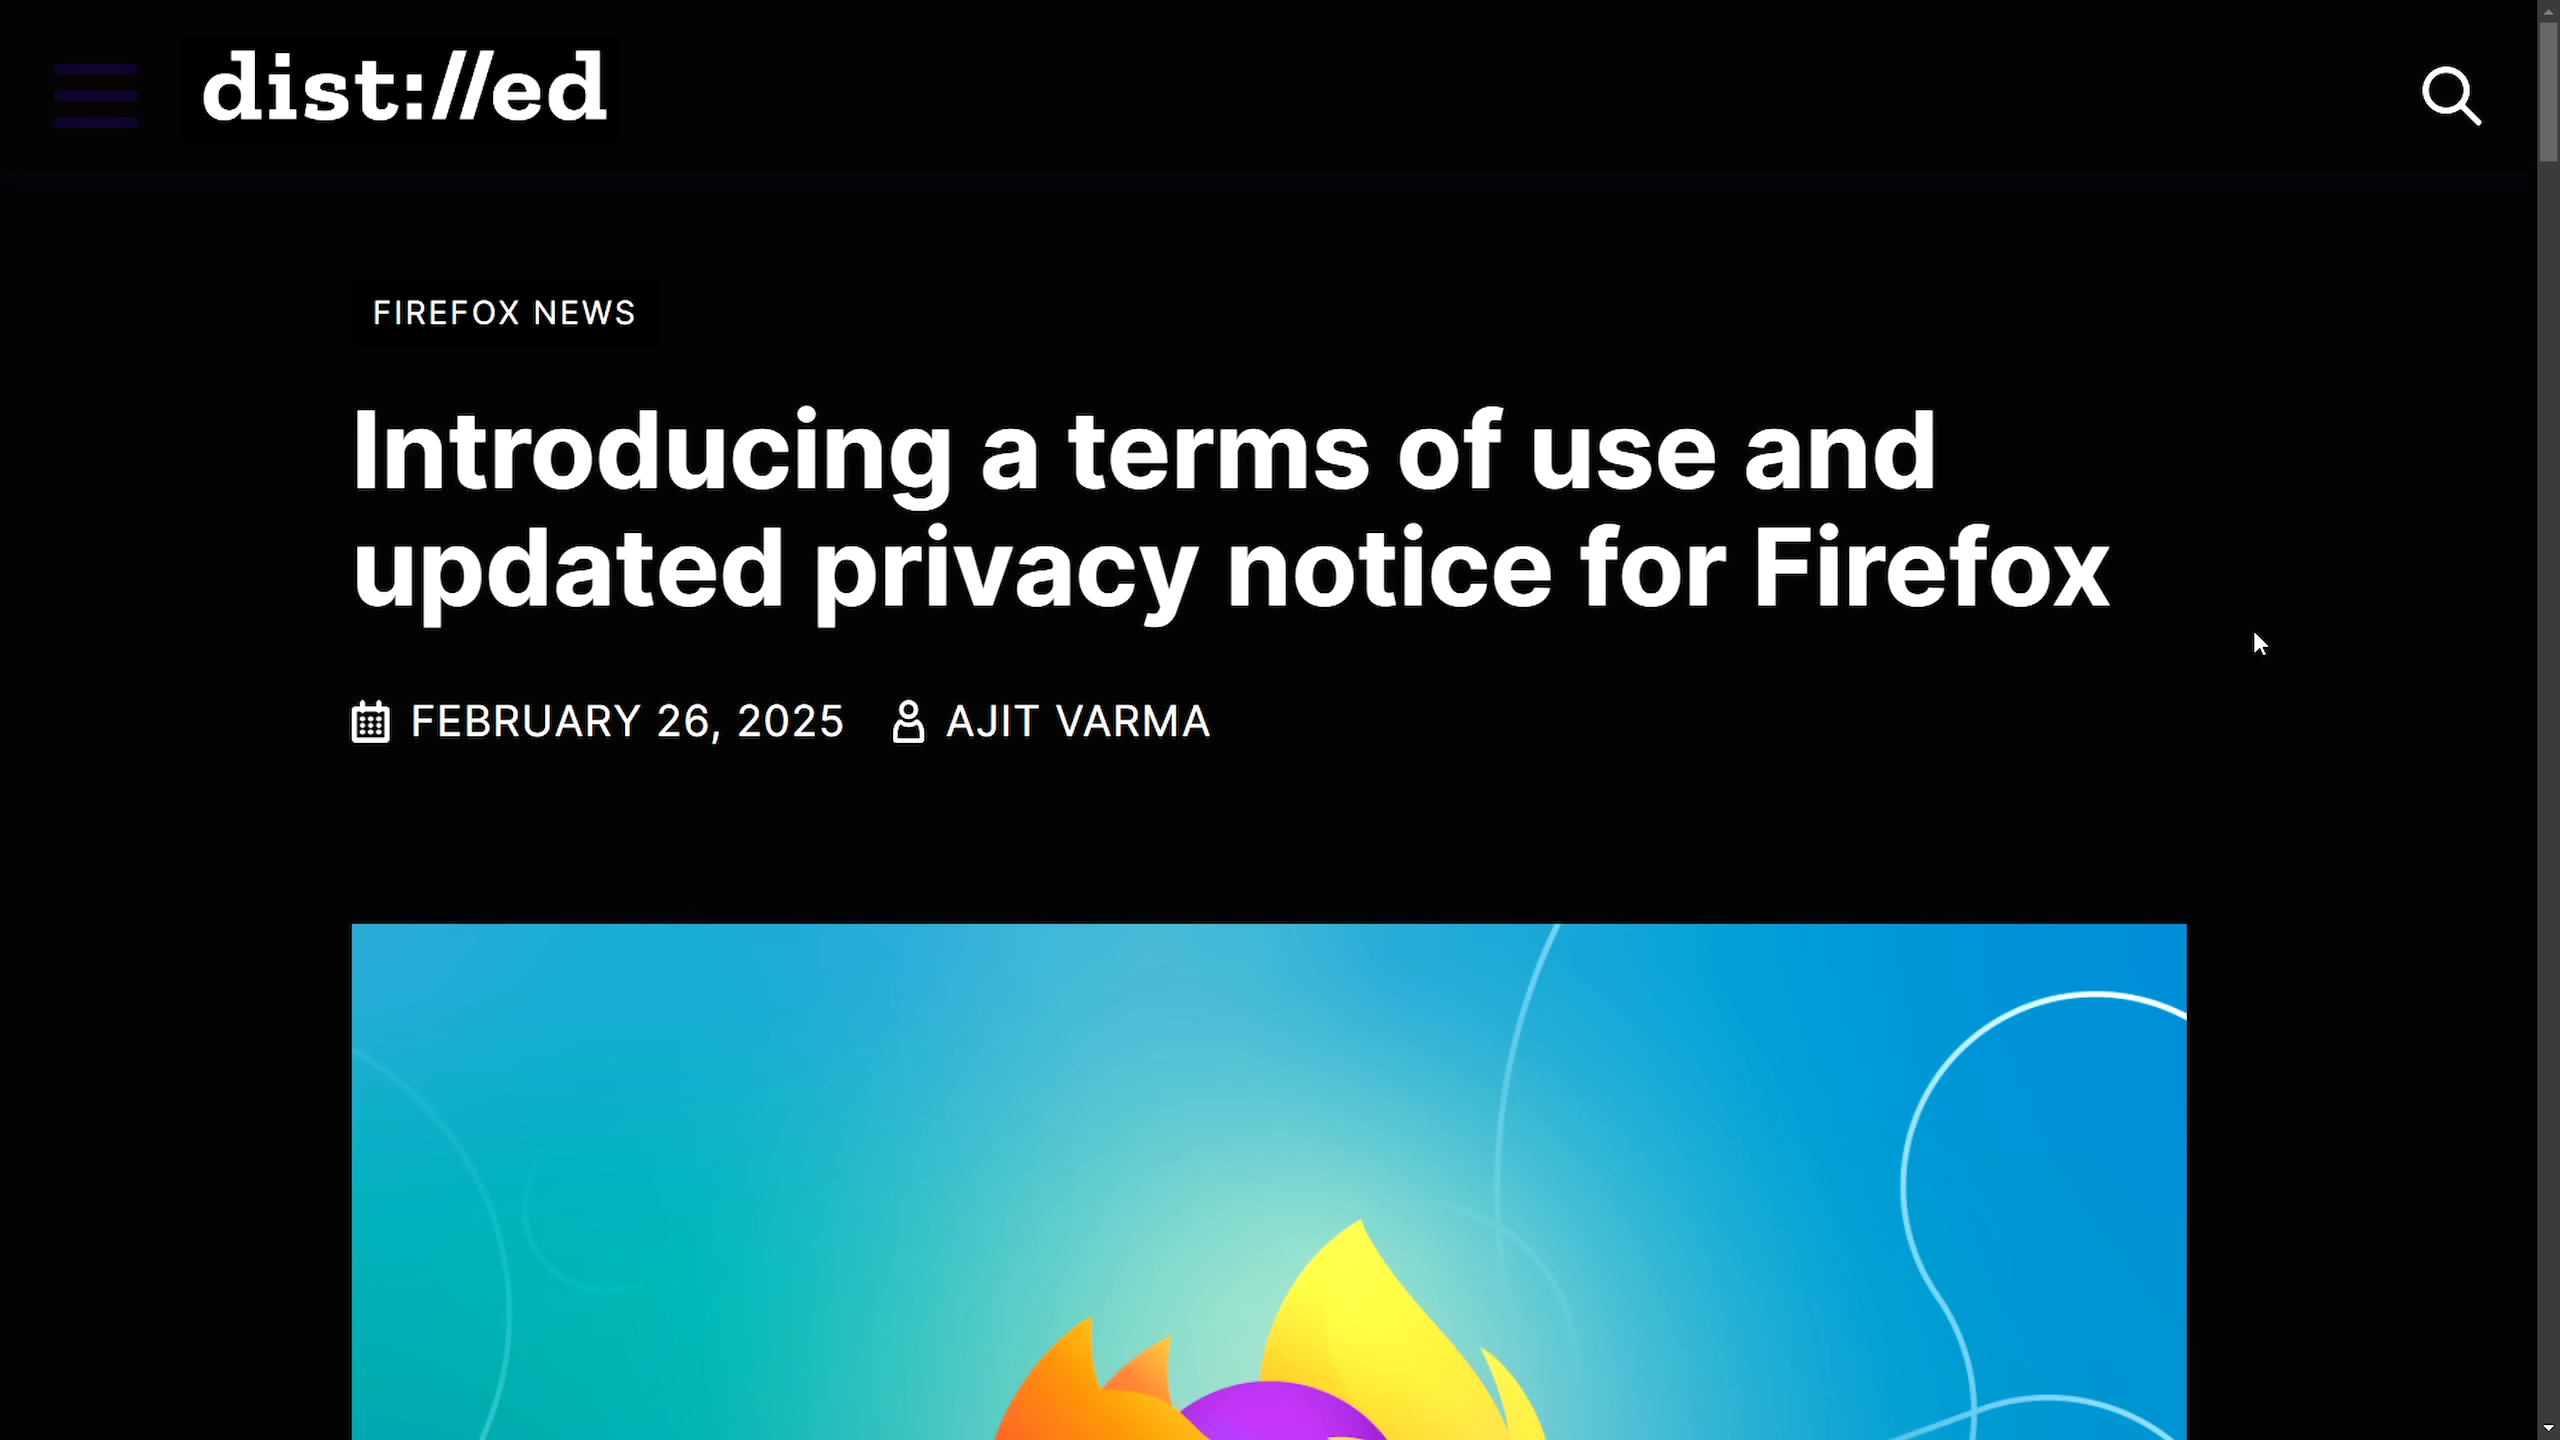 dist://ed
FIREFOX NEWS
Introducing a terms of use and
updated privacy notice for Firefox
FEBRUARY 26, 2025 AJIT VARMA